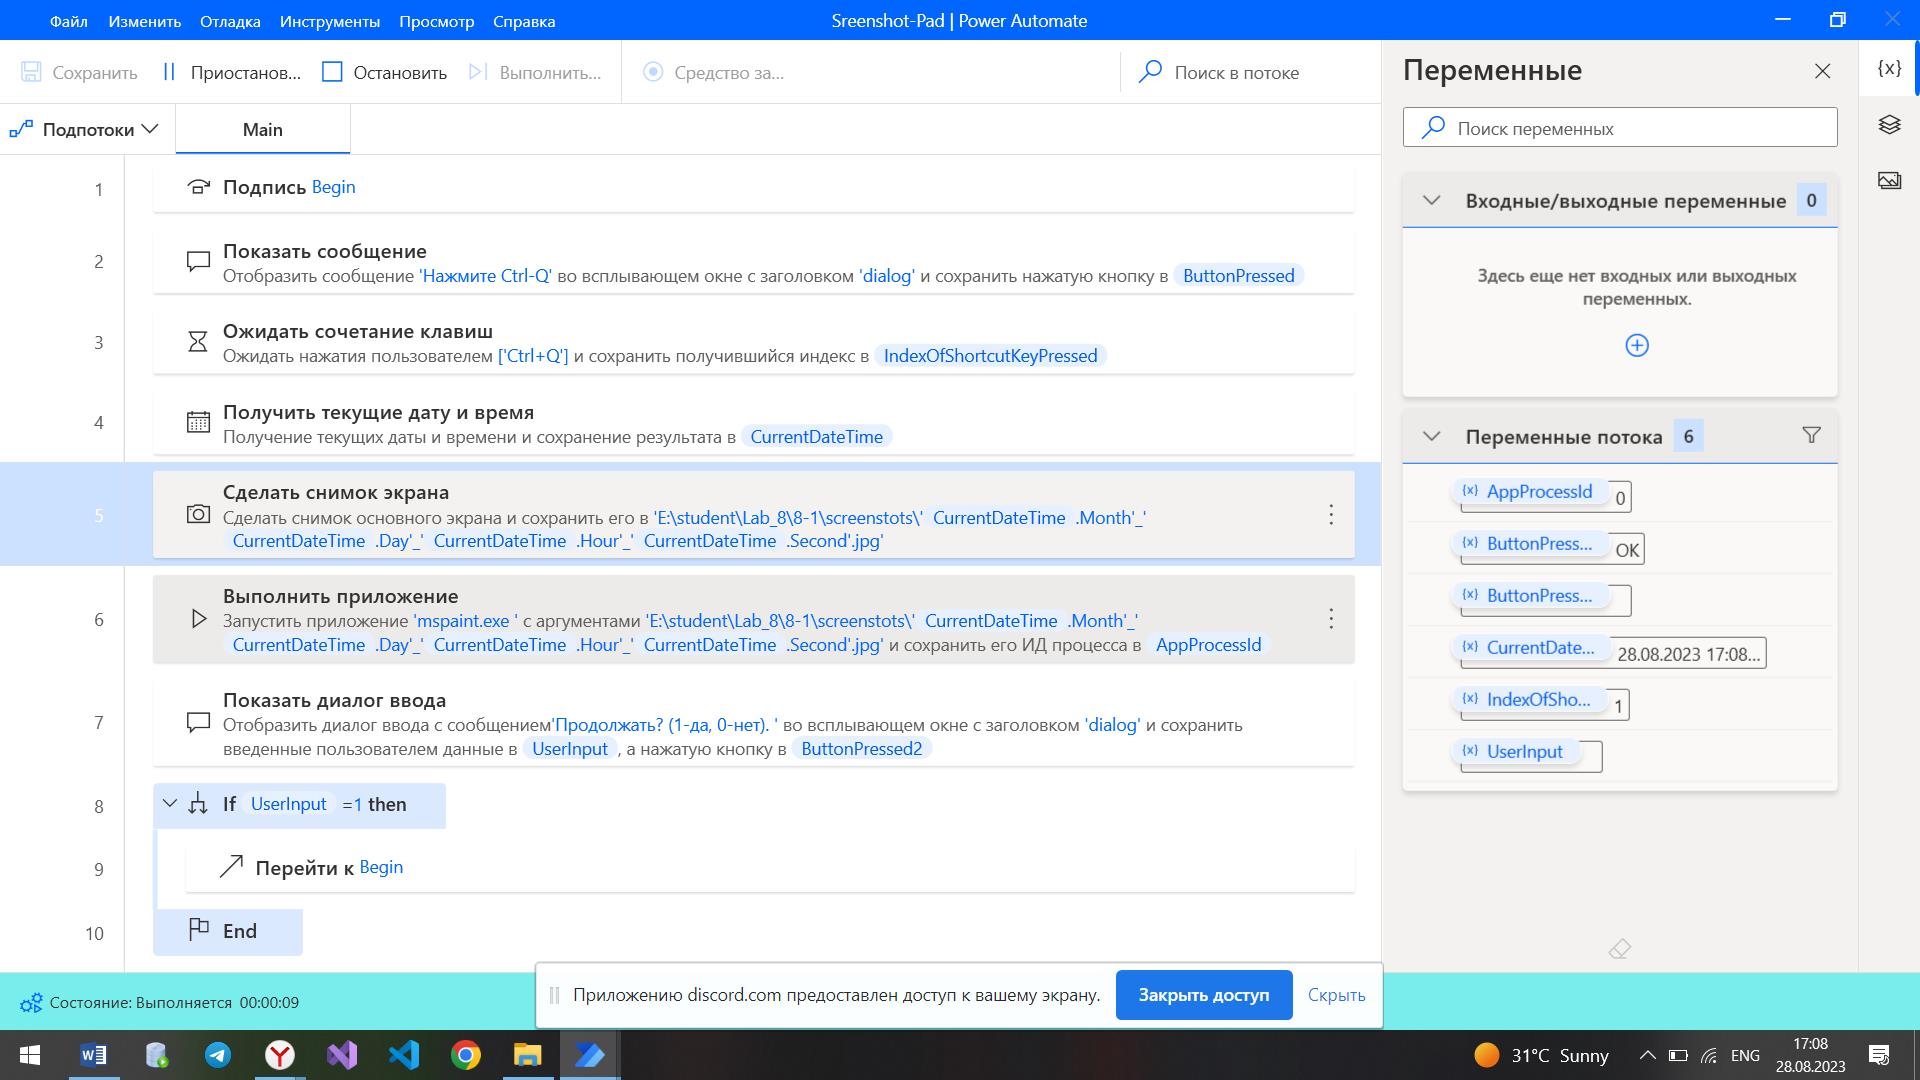 Файл Изменить Отладка Инструменты Просмотр Справка
Sreenshot-Pad | Power Automate
Сохранить Приостанов... Остановить Выполнить... Средство за... Поиск в потоке
Подпотоки Main
1 Подпись Begin
2 Показать сообщение
Отобразить сообщение 'Нажмите Ctrl-Q' во всплывающем окне с заголовком 'dialog' и сохранить нажатую кнопку в ButtonPressed
3 Ожидать сочетание клавиш
Ожидать нажатия пользователем ['Ctrl+Q'] и сохранить получившийся индекс в IndexOfShortcutKeyPressed
4 Получить текущие дату и время
Получение текущих даты и времени и сохранение результата в CurrentDateTime
5 Сделать снимок экрана
Сделать снимок основного экрана и сохранить его в 'E:\student\Lab_8\8-1\screenstots\' CurrentDateTime .Month'_'
CurrentDateTime .Day'_' CurrentDateTime .Hour'_' CurrentDateTime .Second'.jpg'
6 Выполнить приложение
Запустить приложение 'mspaint.exe ' с аргументами 'E:\student\Lab_8\8-1\screenstots\' CurrentDateTime .Month'_'
CurrentDateTime .Day'_' CurrentDateTime .Hour'_' CurrentDateTime .Second'.jpg' и сохранить его ИД процесса в AppProcessId
7 Показать диалог ввода
Отобразить диалог ввода с сообщением'Продолжать? (1-да, 0-нет). ' во всплывающем окне с заголовком 'dialog' и сохранить
введенные пользователем данные в UserInput , а нажатую кнопку в ButtonPressed2
8 If UserInput =1 then
9 Перейти к Begin
10 End
Переменные {x}
Поиск переменных
Входные/выходные переменные 0
Здесь еще нет входных или выходных
переменных.
Переменные потока 6
{x} AppProcessId 0
{x} ButtonPress... OK
{x} ButtonPress...
{x} CurrentDate... 28.08.2023 17:08...
{x} IndexOfSho... 1
{x} UserInput
Состояние: Выполняется 00:00:09
Приложению discord.com предоставлен доступ к вашему экрану. Закрыть доступ Скрыть
31°C Sunny ENG 17:08
28.08.2023